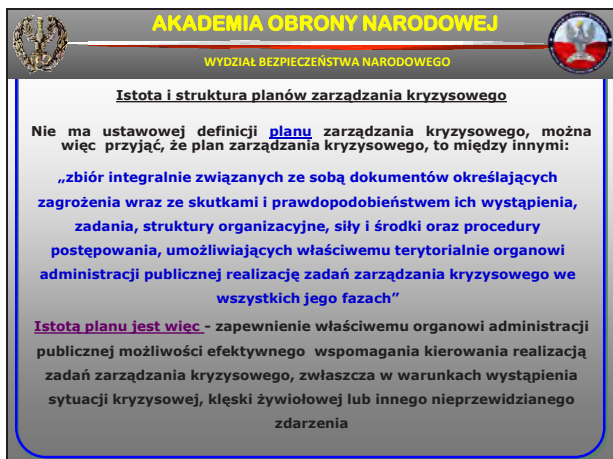 AKADEMIA OBRONY NARODOWEJ
WYDZIAŁ BEZPIECZEŃSTWA NARODOWEGO
Istota i struktura planów zarządzania kryzysowego
Nie ma ustawowej definicji planu zarządzania kryzysowego, można
więc przyjąć, że plan zarządzania kryzysowego, to między innymi:
„zbiór integralnie związanych ze sobą dokumentów określających
zagrożenia wraz ze skutkami i prawdopodobieństwem ich wystąpienia,
zadania, struktury organizacyjne, siły i środki oraz procedury
postępowania, umożliwiających właściwemu terytorialnie organowi
administracji publicznej realizację zadań zarządzania kryzysowego we
wszystkich jego fazach”
Istotą planu jest więc - zapewnienie właściwemu organowi administracji
publicznej możliwości efektywnego wspomagania kierowania realizacją
zadań zarządzania kryzysowego, zwłaszcza w warunkach wystąpienia
sytuacji kryzysowej, klęski żywiołowej lub innego nieprzewidzianego
zdarzenia